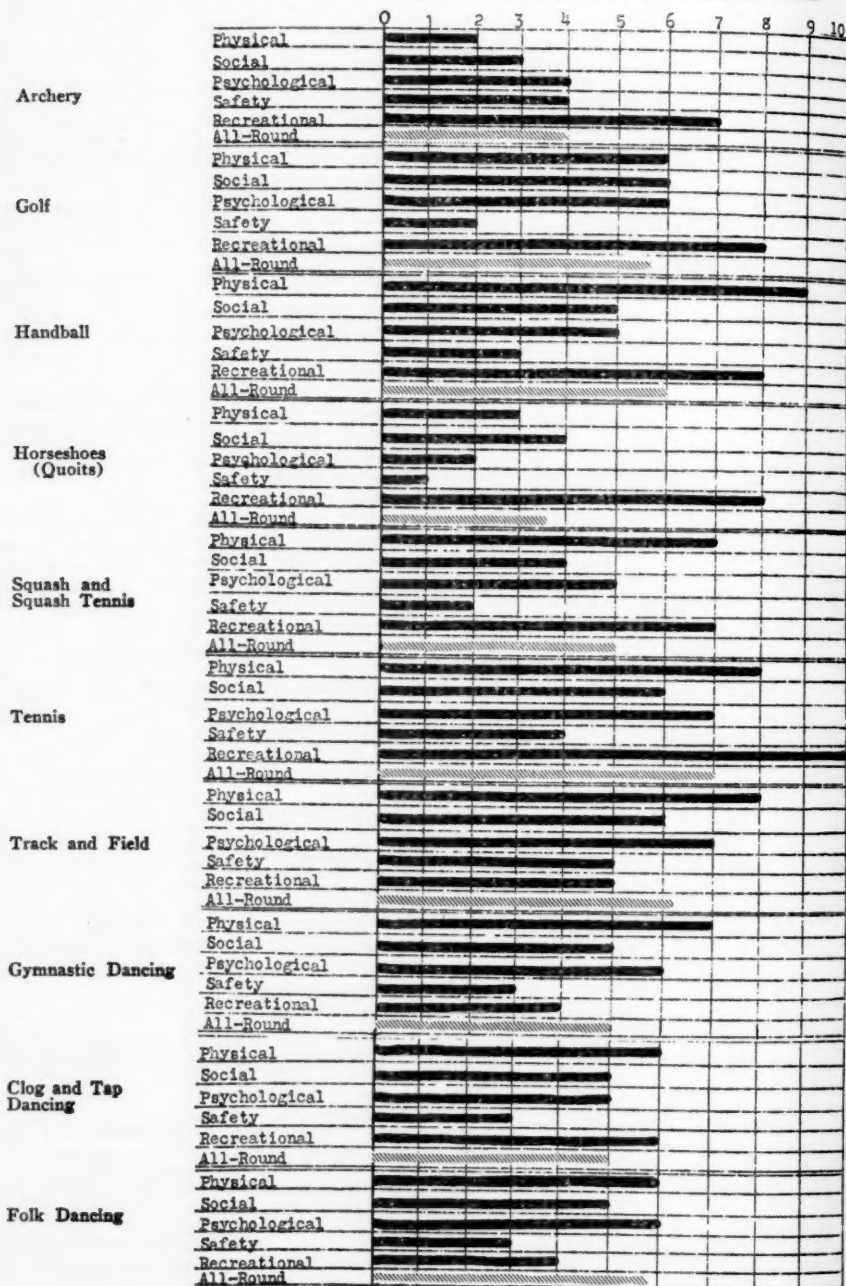 0 1 2 3 4 5 6 7 8 9 10
Archery
Physical
Social
Psychological
Safety
Recreational
All-Round
Golf
Physical
Social
Psychological
Safety
Recreational
All-Round
Handball
Physical
Social
Psychological
Safety
Recreational
All-Round
Horseshoes
(Quoits)
Physical
Social
Psychological
Safety
Recreational
All-Round
Squash and
Squash Tennis
Physical
Social
Psychological
Safety
Recreational
All-Round
Tennis
Physical
Social
Psychological
Safety
Recreational
All-Round
Track and Field
Physical
Social
Psychological
Safety
Recreational
All-Round
Gymnastic Dancing
Physical
Social
Psychological
Safety
Recreational
All-Round
Clog and Tap
Dancing
Physical
Social
Psychological
Safety
Recreational
All-Round
Folk Dancing
Physical
Social
Psychological
Safety
Recreational
All-Round